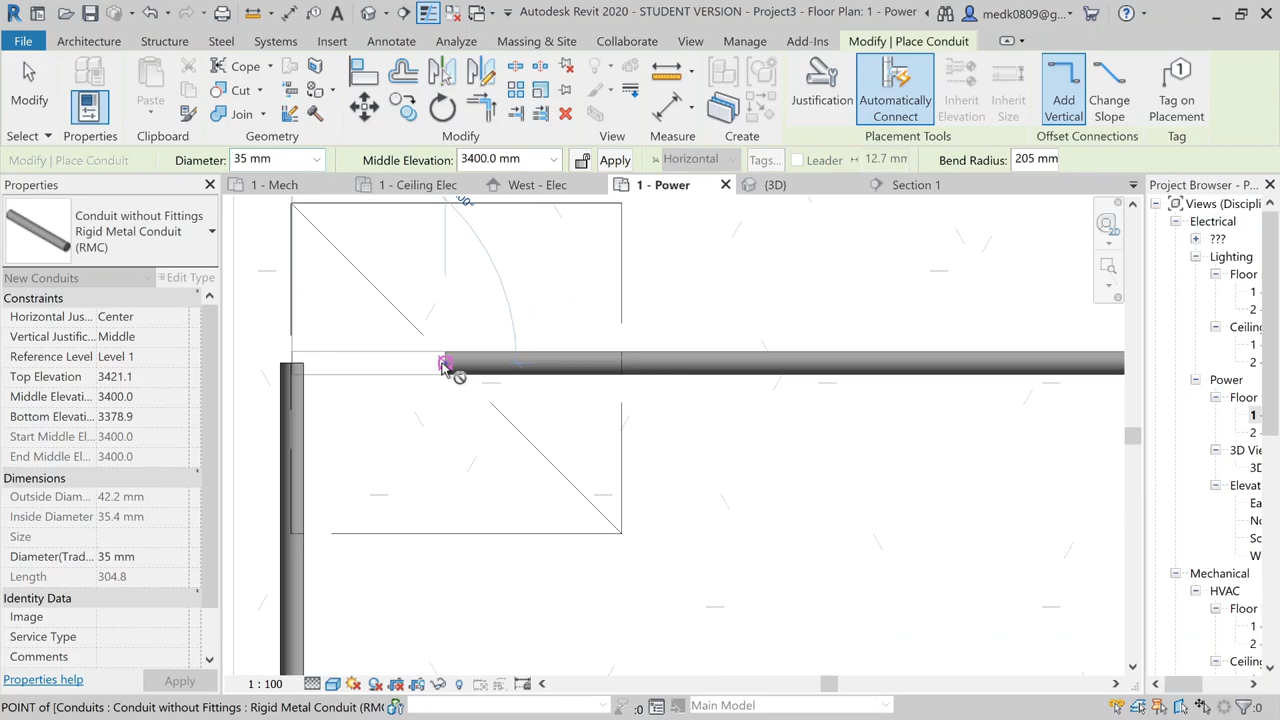 Autodesk Revit 2020 - STUDENT VERSION - Project3 - Floor Plan: 1 - Power
medk0809@g...
File Architecture Structure Steel Systems Insert Annotate Analyze Massing & Site Collaborate View Manage Add-Ins Modify | Place Conduit
Modify Paste Cope Cut Join Justification Automatically Connect Inherit Elevation Inherit Size Add Vertical Change Slope Tag on Placement
Select Properties Clipboard Geometry Modify View Measure Create Placement Tools Offset Connections Tag
Modify | Place Conduit Diameter: 35 mm Middle Elevation: 3400.0 mm Apply Horizontal Tags... Leader 12.7 mm Bend Radius: 205 mm
Properties 1 - Mech 1 - Ceiling Elec West - Elec 1 - Power {3D} Section 1 Project Browser - P...
Conduit without Fittings
Rigid Metal Conduit
(RMC)
New Conduits Edit Type
Constraints
Horizontal Jus... Center
Vertical Justific... Middle
Reference Level Level 1
Top Elevation 3421.1
Middle Elevati... 3400.0
Bottom Elevati... 3378.9
Start Middle El... 3400.0
End Middle El... 3400.0
Dimensions
Outside Diam... 42.2 mm
Inside Diameter 35.4 mm
Size
Diameter(Trad... 35 mm
Length 304.8
Identity Data
Image
Service Type
Comments
Properties help Apply
Views (Discipli
Electrical
???
Lighting
Floor
1 -
2 -
Ceiling
1
2
Power
Floor
1
2
3D Vie
3D
Elevat
Ea
No
So
W
Mechanical
HVAC
Floor
1 -
2 -
Ceiling
1 : 100
POINT of [Conduits : Conduit without Fittings : Rigid Metal Conduit (RM :0 Main Model :0